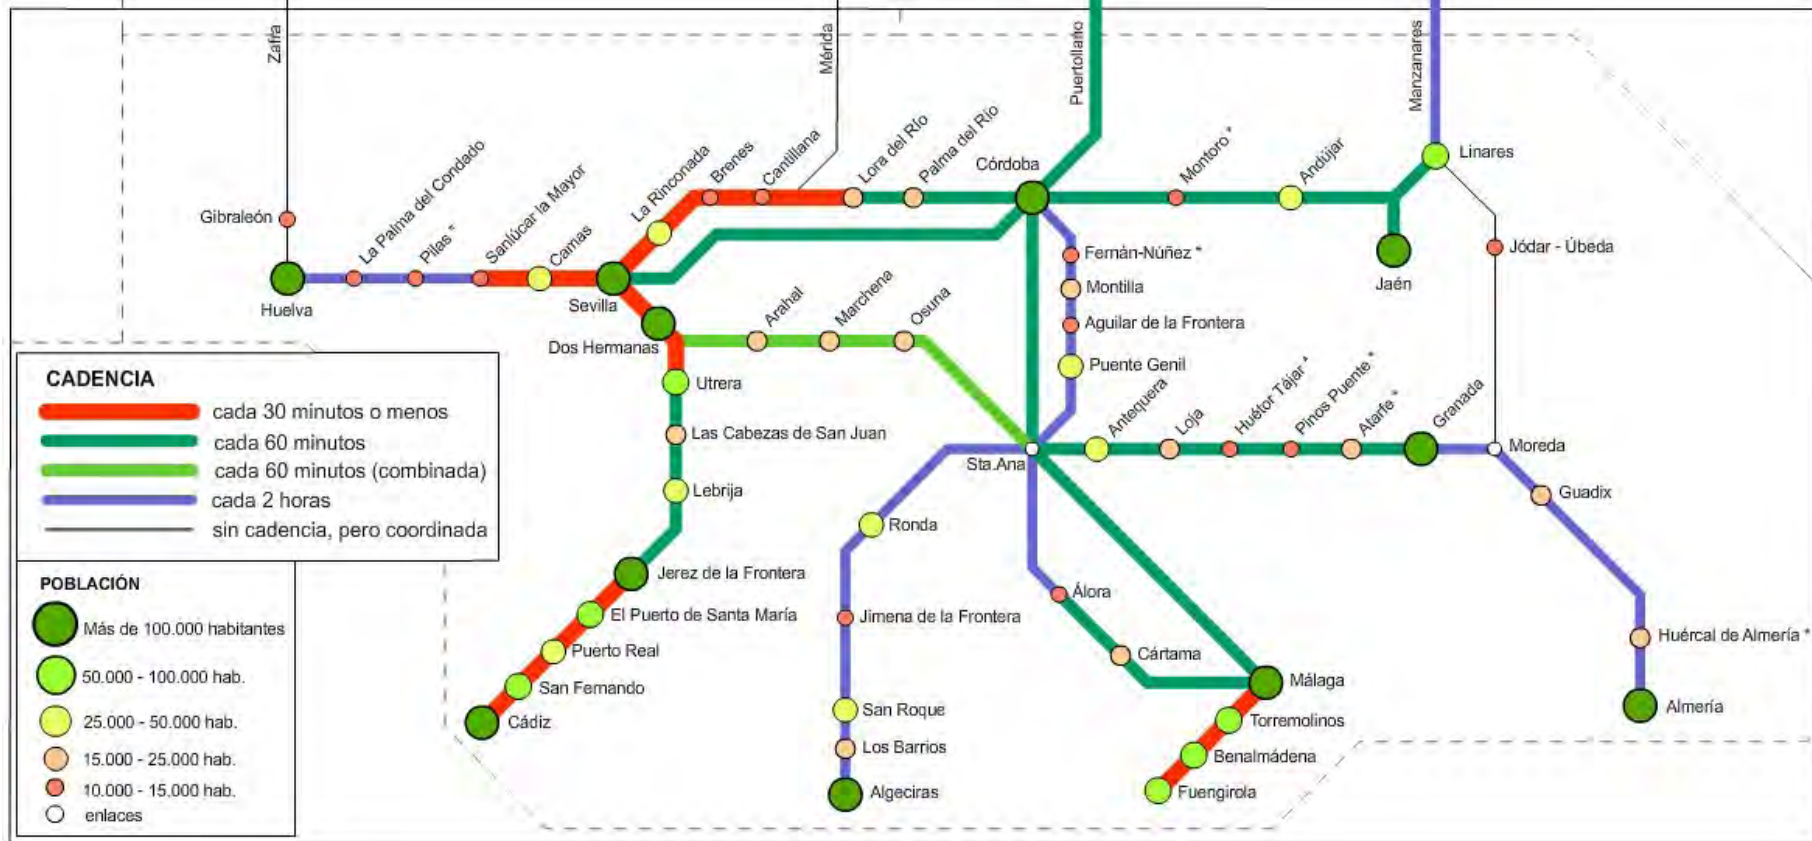 Zafra
Mérida
Puertollano
Manzanares
Gibraleón
Huelva
La Palma del Condado
Pilas *
Sanlúcar la Mayor
Camas
Sevilla
La Rinconada
Brenes
Cantillana
Lora del Río
Palma del Río
Córdoba
Montoro *
Andújar
Linares
Jaén
Jódar - Úbeda
Fernán-Núñez *
Montilla
Aguilar de la Frontera
Puente Genil
Dos Hermanas
Arahal
Marchena
Osuna
Utrera
Las Cabezas de San Juan
Lebrija
Jerez de la Frontera
El Puerto de Santa María
Puerto Real
San Fernando
Cádiz
Sta.Ana
Antequera
Loja
Huétor Tájar *
Pinos Puente *
Atarfe *
Granada
Moreda
Guadix
Huércal de Almería *
Almería
Ronda
Jimena de la Frontera
San Roque
Los Barrios
Algeciras
Álora
Cártama
Málaga
Torremolinos
Benalmádena
Fuengirola
CADENCIA
cada 30 minutos o menos
cada 60 minutos
cada 60 minutos (combinada)
cada 2 horas
sin cadencia, pero coordinada
POBLACIÓN
Más de 100.000 habitantes
50.000 - 100.000 hab.
25.000 - 50.000 hab.
15.000 - 25.000 hab.
10.000 - 15.000 hab.
enlaces